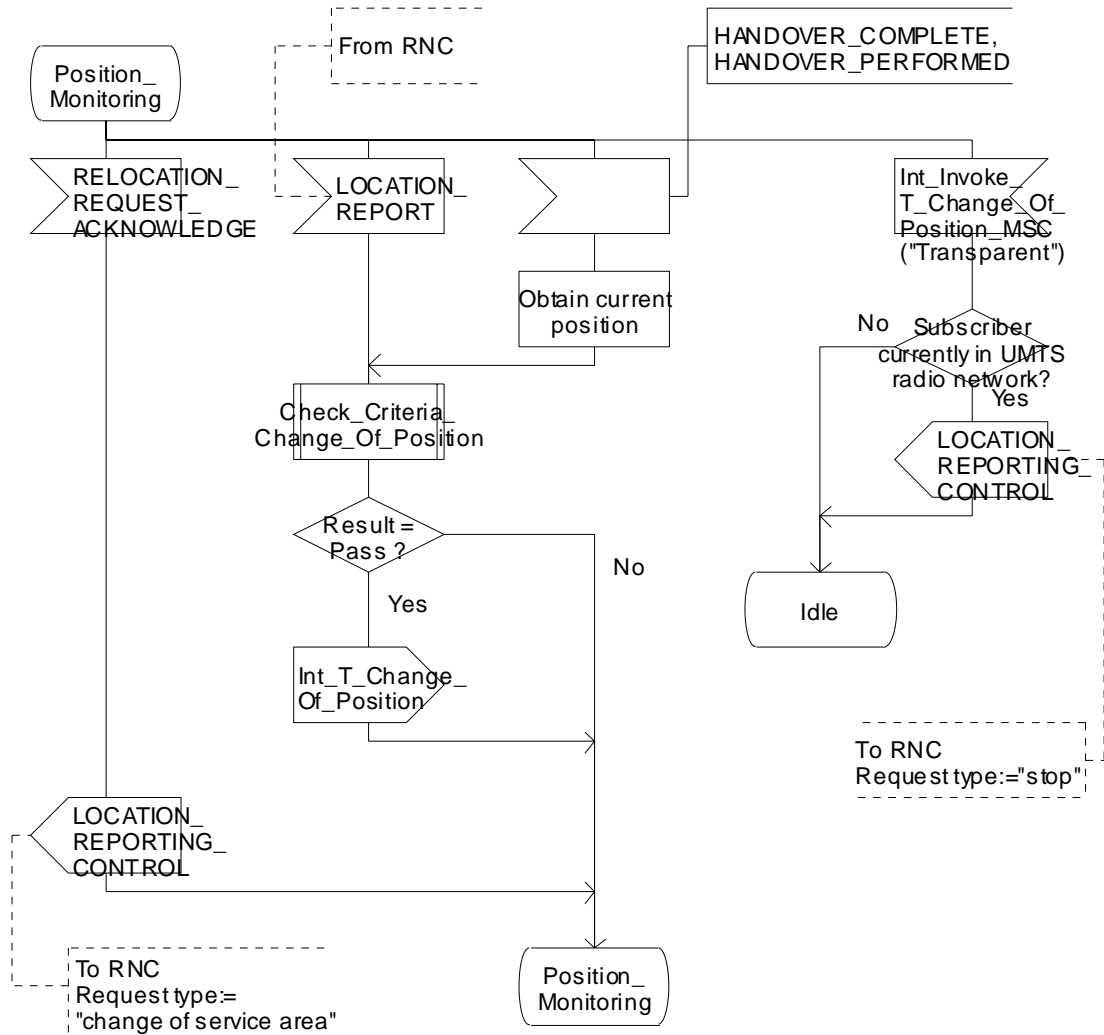 From RNC
HANDOVER_COMPLETE,
HANDOVER_PERFORMED
Position_
Monitoring
RELOCATION_
REQUEST_
ACKNOWLEDGE
LOCATION_
REPORT
Int_Invoke_
T_Change_Of_
Position_MSC
("Transparent")
Obtain current
position
No
Subscriber
currently in UMTS
radio network?
Yes
Check_Criteria_
Change_Of_Position
LOCATION_
REPORTING_
CONTROL
Result =
Pass ?
No
Yes
Idle
Int_T_Change_
Of_Position
To RNC
Request type:="stop"
LOCATION_
REPORTING_
CONTROL
To RNC
Request type:=
"change of service area"
Position_
Monitoring